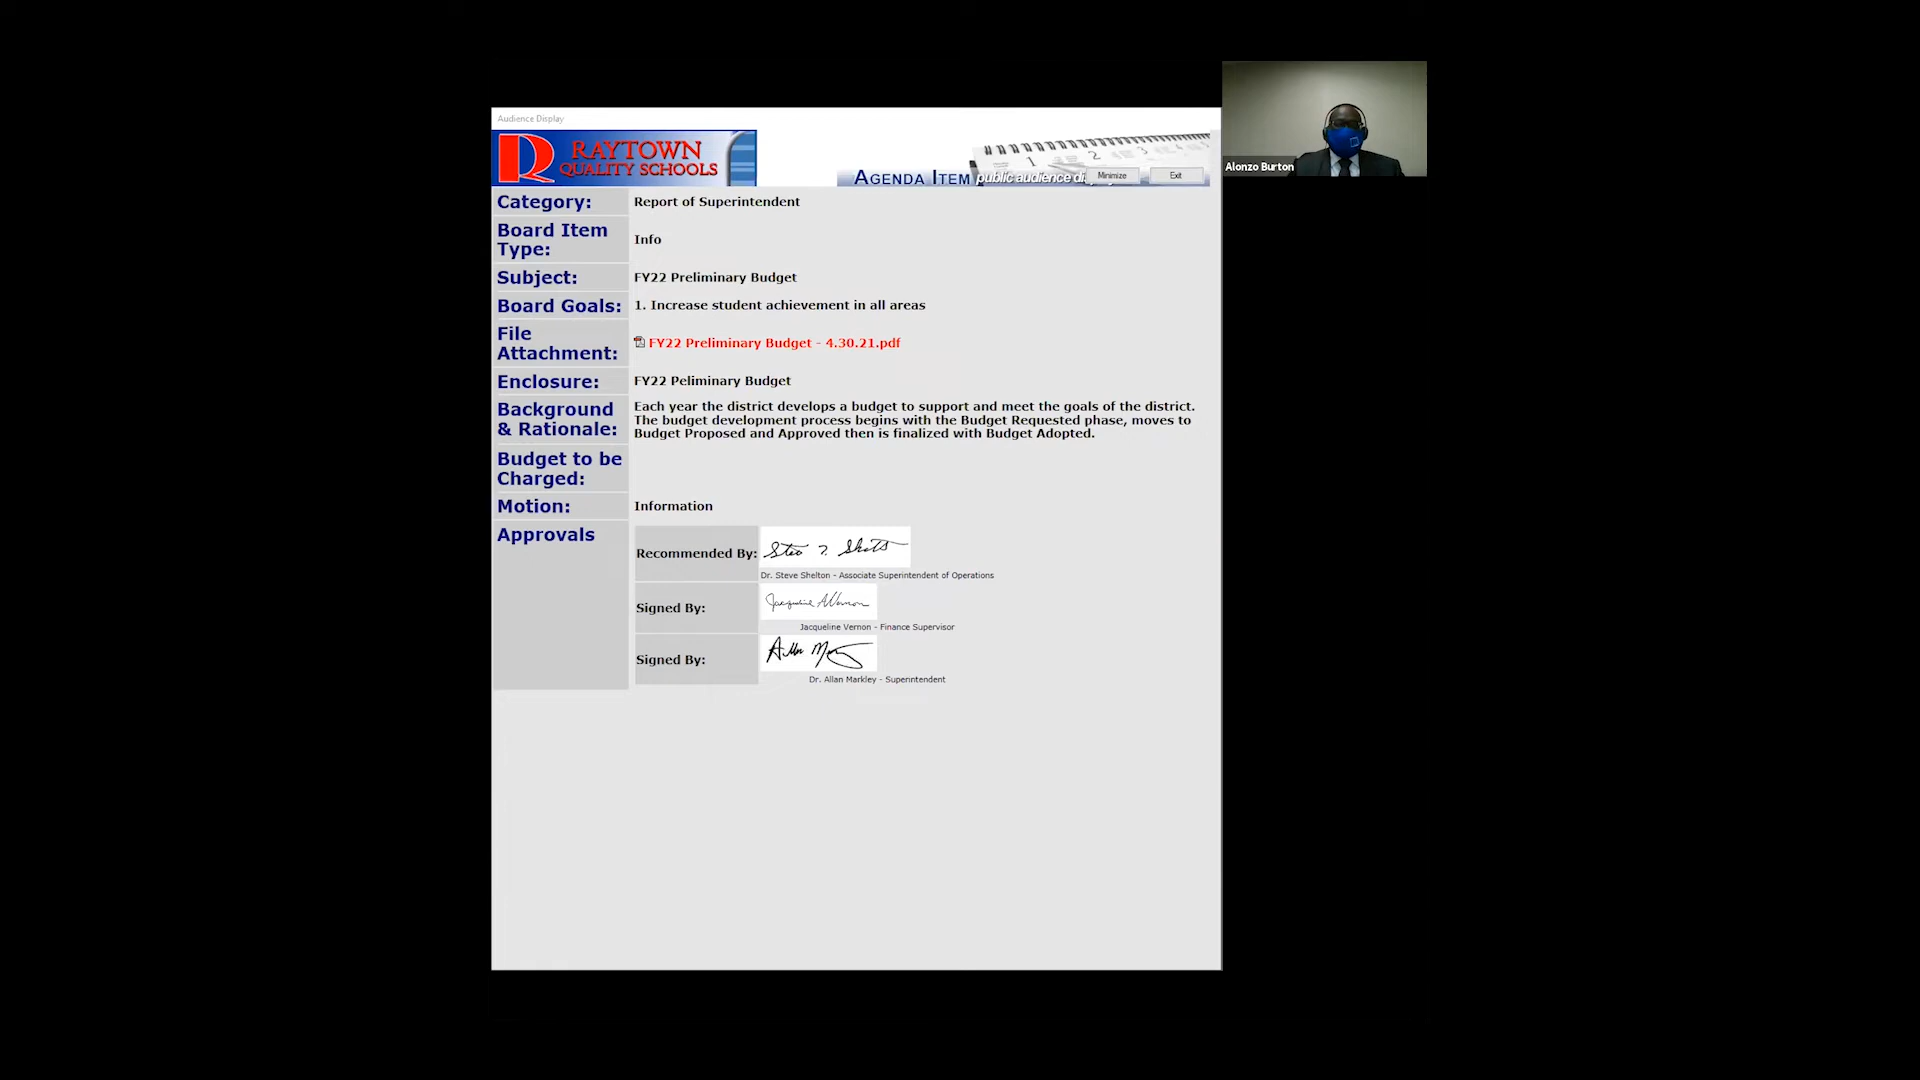 Audience Display
RAYTOWN
QUALITY SCHOOLS
AGENDA ITEM public audience di
Minimize
Exit
Alonzo Burton
Category:
Report of Superintendent
Board Item
Type:
Info
Subject:
FY22 Preliminary Budget
Board Goals:
1. Increase student achievement in all areas
File
Attachment:
FY22 Preliminary Budget - 4.30.21.pdf
Enclosure:
FY22 Peliminary Budget
Background
& Rationale:
Each year the district develops a budget to support and meet the goals of the district.
The budget development process begins with the Budget Requested phase, moves to
Budget Proposed and Approved then is finalized with Budget Adopted.
Budget to be
Charged:
Motion:
Information
Approvals
Recommended By:
Dr. Steve Shelton - Associate Superintendent of Operations
Signed By:
Jacqueline Vernon
Jacqueline Vernon - Finance Supervisor
Signed By:
Dr. Allan Markley - Superintendent